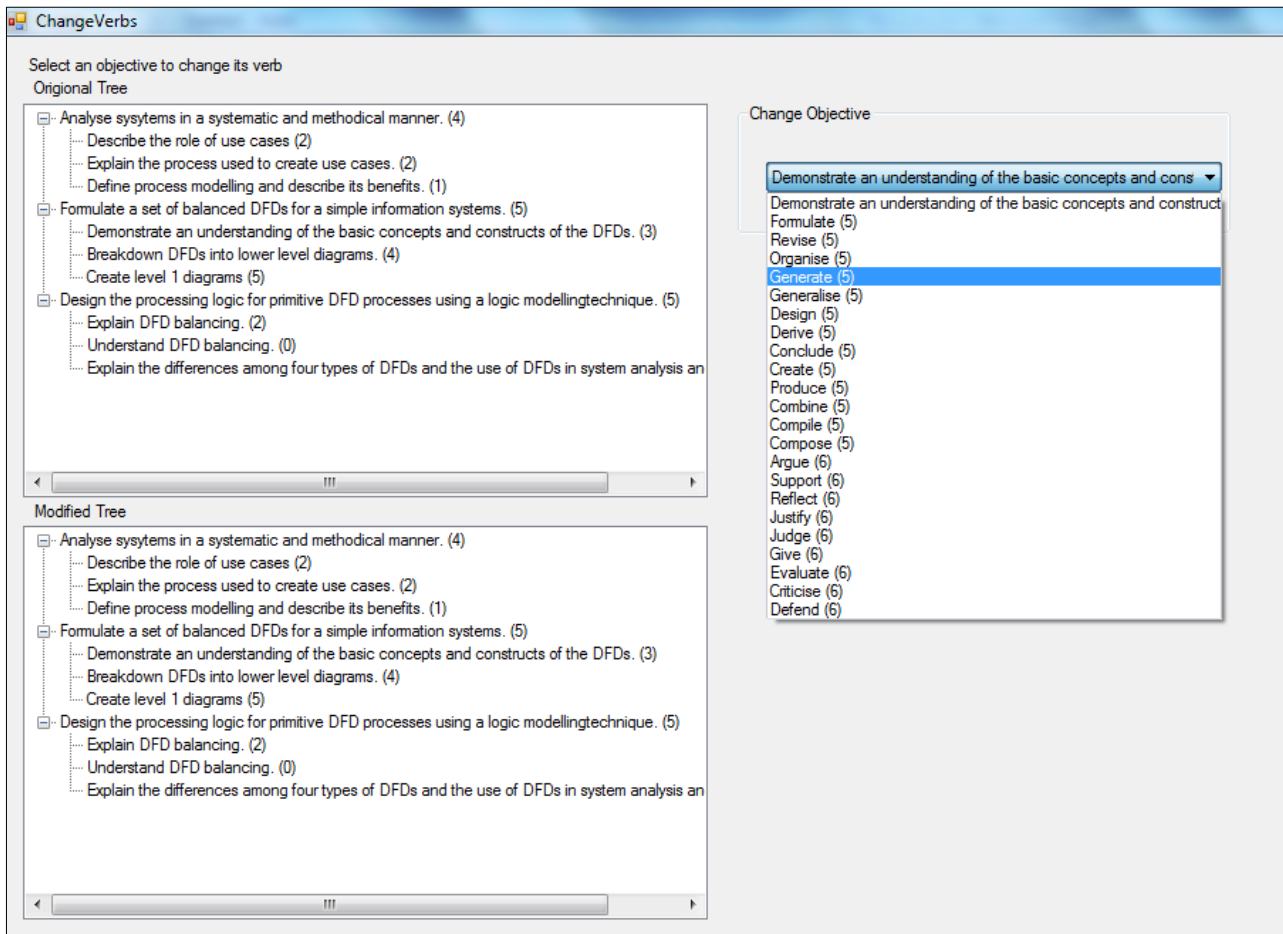 ChangeVerbs
Select an objective to change its verb
Origional Tree
Analyse sysytems in a systematic and methodical manner. (4)
Describe the role of use cases (2)
Explain the process used to create use cases. (2)
Define process modelling and describe its benefits. (1)
Formulate a set of balanced DFDs for a simple information systems. (5)
Demonstrate an understanding of the basic concepts and constructs of the DFDs. (3)
Breakdown DFDs into lower level diagrams. (4)
Create level 1 diagrams (5)
Design the processing logic for primitive DFD processes using a logic modellingtechnique. (5)
Explain DFD balancing. (2)
Understand DFD balancing. (0)
Explain the differences among four types of DFDs and the use of DFDs in system analysis an
Modified Tree
Analyse sysytems in a systematic and methodical manner. (4)
Describe the role of use cases (2)
Explain the process used to create use cases. (2)
Define process modelling and describe its benefits. (1)
Formulate a set of balanced DFDs for a simple information systems. (5)
Demonstrate an understanding of the basic concepts and constructs of the DFDs. (3)
Breakdown DFDs into lower level diagrams. (4)
Create level 1 diagrams (5)
Design the processing logic for primitive DFD processes using a logic modellingtechnique. (5)
Explain DFD balancing. (2)
Understand DFD balancing. (0)
Explain the differences among four types of DFDs and the use of DFDs in system analysis an
Change Objective
Demonstrate an understanding of the basic concepts and cons
Demonstrate an understanding of the basic concepts and construct
Formulate (5)
Revise (5)
Organise (5)
Generate (5)
Generalise (5)
Design (5)
Derive (5)
Conclude (5)
Create (5)
Produce (5)
Combine (5)
Compile (5)
Compose (5)
Argue (6)
Support (6)
Reflect (6)
Justify (6)
Judge (6)
Give (6)
Evaluate (6)
Criticise (6)
Defend (6)